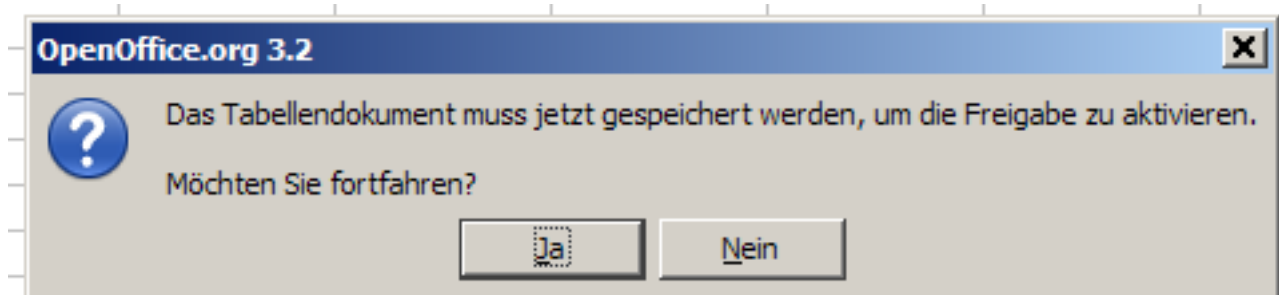 OpenOffice.org 3.2
Das Tabellendokument muss jetzt gespeichert werden, um die Freigabe zu aktivieren.
Möchten Sie fortfahren?
Ja
Nein